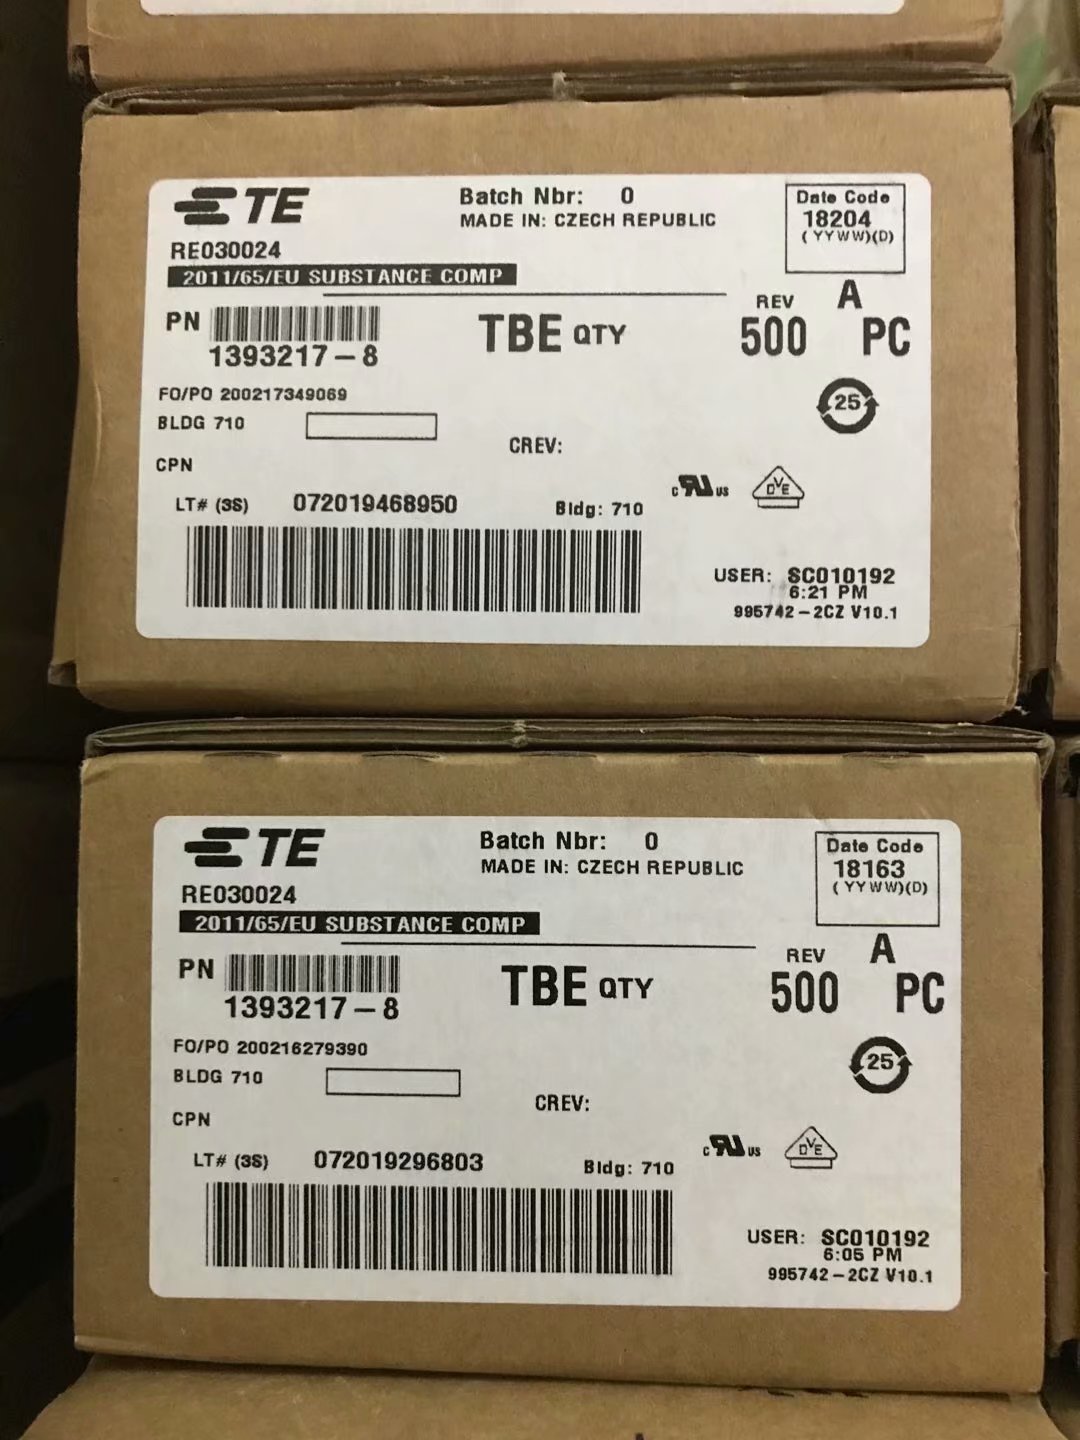 TE
Batch Nbr: 0
MADE IN: CZECH REPUBLIC
Date Code
18204
(YYWW)(D)
RE030024
2011/65/EU SUBSTANCE COMP
REV A
PN
1393217-8
TBE QTY 500 PC
FO/PO 200217349069
BLDG 710
25
CREV:
CPN
c RU us
DVE
LT# (3S) 072019468950
Bldg: 710
USER: SC010192
6:21 PM
995742-2CZ V10.1
TE
Batch Nbr: 0
MADE IN: CZECH REPUBLIC
Date Code
18163
(YYWW)(D)
RE030024
2011/65/EU SUBSTANCE COMP
REV A
PN
1393217-8
TBE QTY 500 PC
FO/PO 200216279390
BLDG 710
25
CREV:
CPN
c RU us
DVE
LT# (3S) 072019296803
Bldg: 710
USER: SC010192
6:05 PM
995742-2CZ V10.1